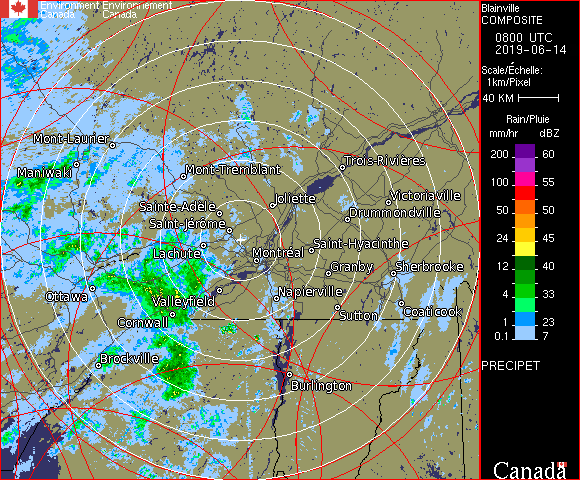 Environment Environnement
Canada Canada
Blainville
COMPOSITE
0800 UTC
2019-06-14
Scale/Échelle:
1km/Pixel
40 KM
Rain/Pluie
mm/hr dBZ
200 60
100 55
50 50
24 45
12 40
4 33
1 23
0.1 7
PRECIPET
Canada
Mont-Laurier
Maniwaki
Mont-Tremblant
Trois-Rivières
Sainte-Adele
Joliette
Victoriaville
Drummondville
Saint-Jérôme
Lachute
Montréal
Saint-Hyacinthe
Granby
Sherbrooke
Ottawa
Valleyfield
Napierville
Sutton
Coaticook
Cornwall
Brockville
Burlington